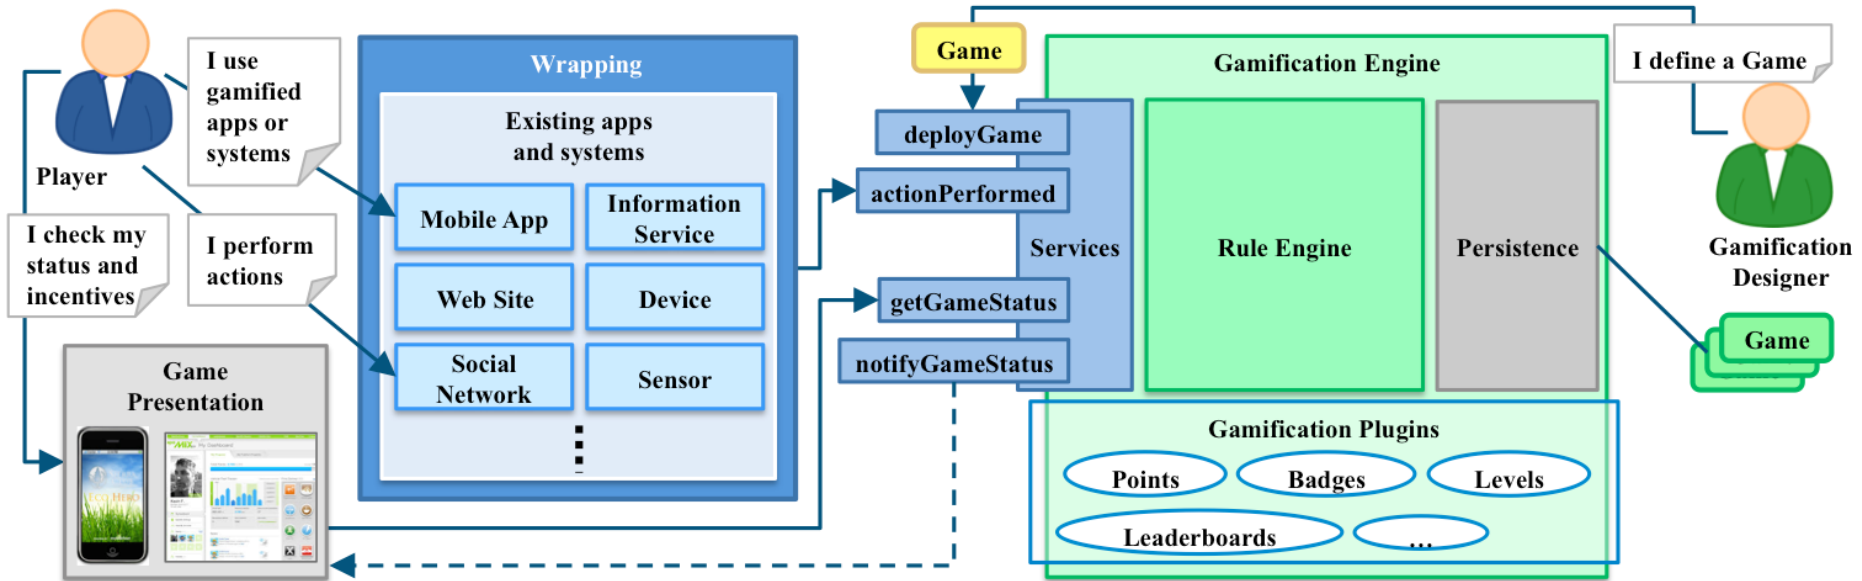 Player
I use
gamified
apps or
systems
I check my
status and
incentives
I perform
actions
Game
Presentation
My Dashboard
Wrapping
Existing apps
and systems
Mobile App
Information
Service
Web Site
Device
Social
Network
Sensor
Game
deployGame
actionPerformed
getGameStatus
notifyGameStatus
Services
Gamification Engine
Rule Engine
Persistence
Gamification Plugins
Points
Badges
Levels
Leaderboards
...
I define a Game
Gamification
Designer
Game